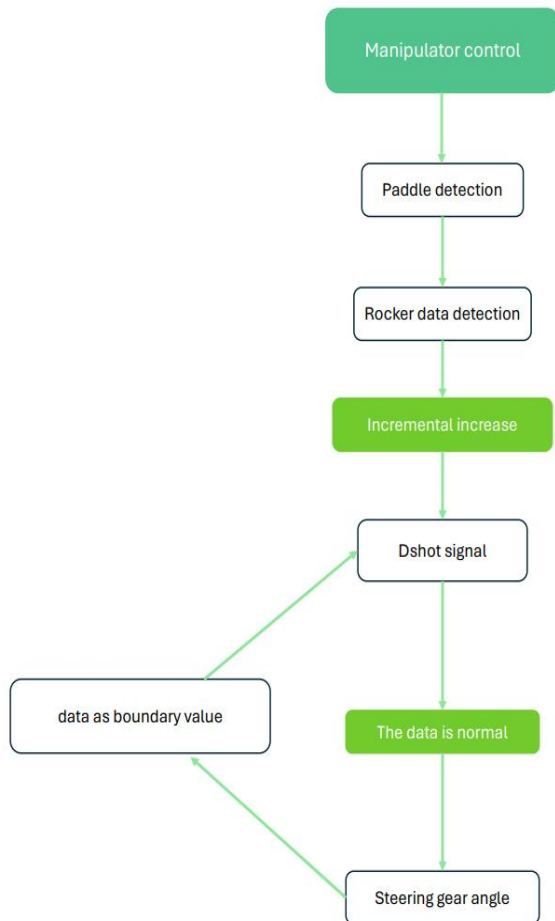 Manipulator control
Paddle detection
Rocker data detection
Incremental increase
Dshot signal
data as boundary value
The data is normal
Steering gear angle